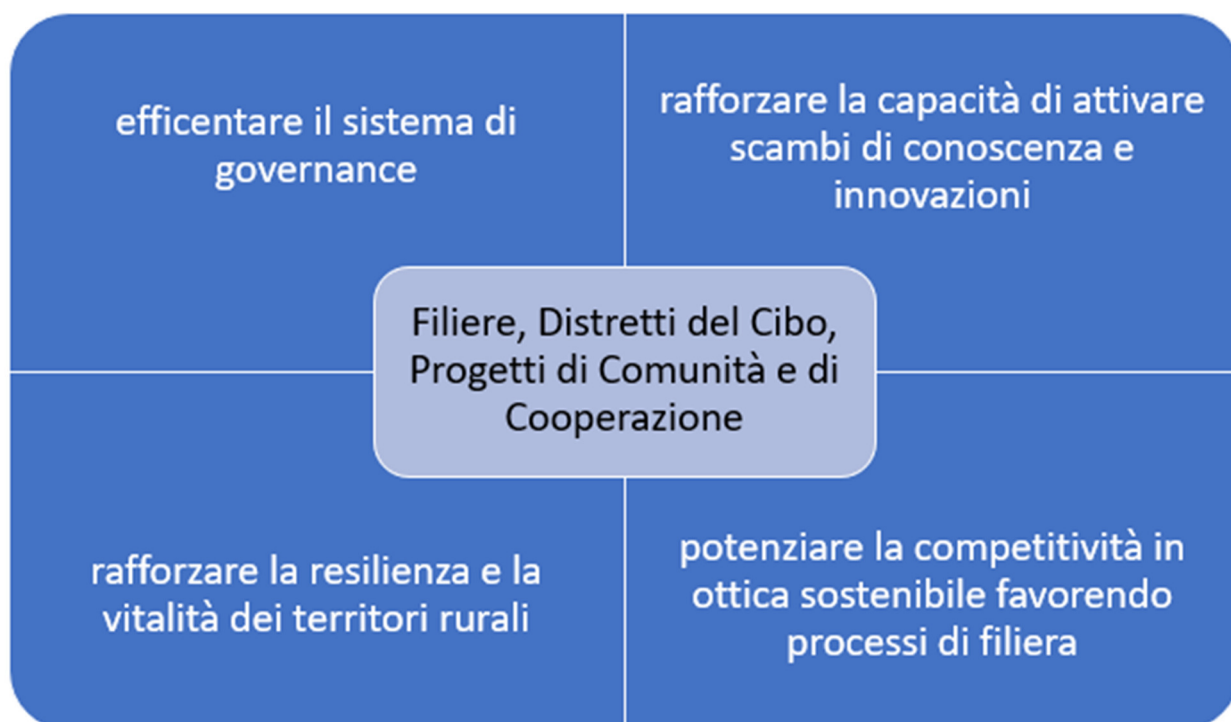 efficentare il sistema di
governance
rafforzare la capacità di attivare
scambi di conoscenza e
innovazioni
Filiere, Distretti del Cibo,
Progetti di Comunità e di
Cooperazione
rafforzare la resilienza e la
vitalità dei territori rurali
potenziare la competitività in
ottica sostenibile favorendo
processi di filiera